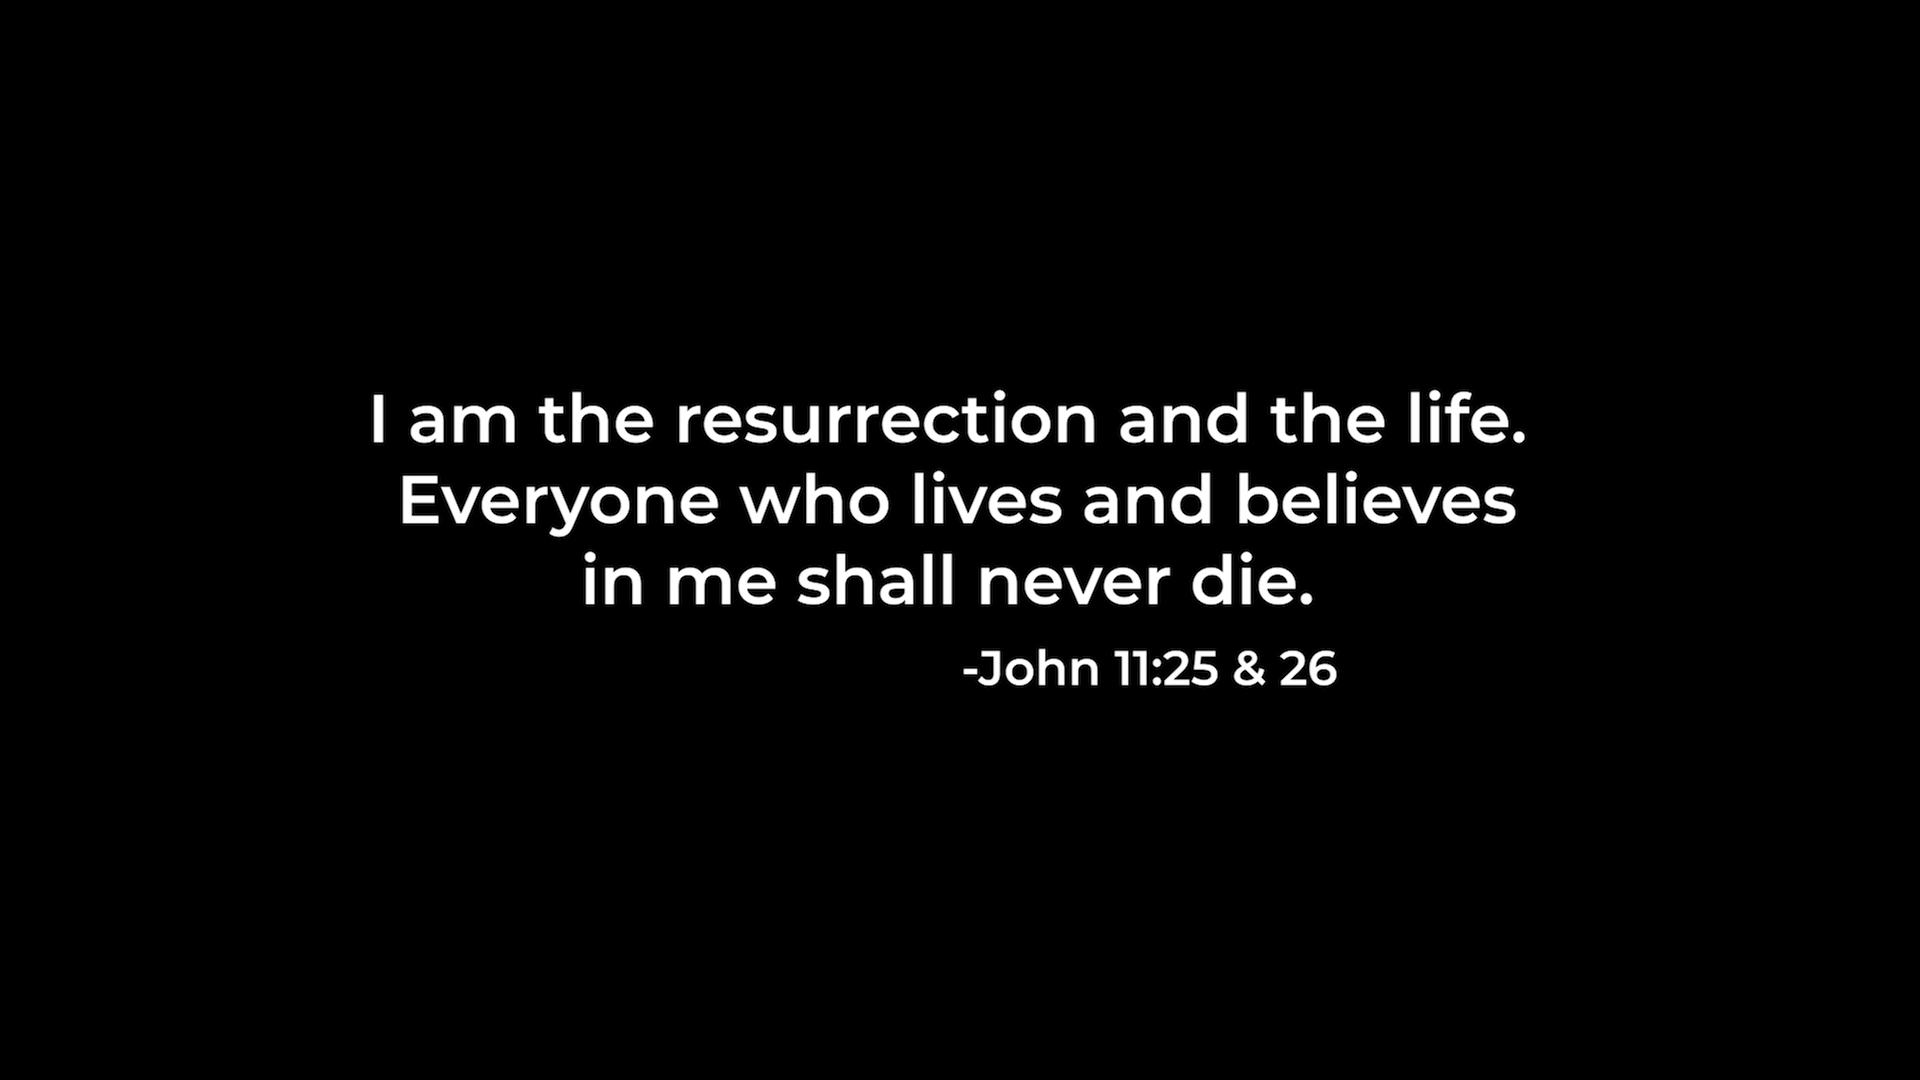 I am the resurrection and the life.
Everyone who lives and believes
in me shall never die.
-John 11:25 & 26